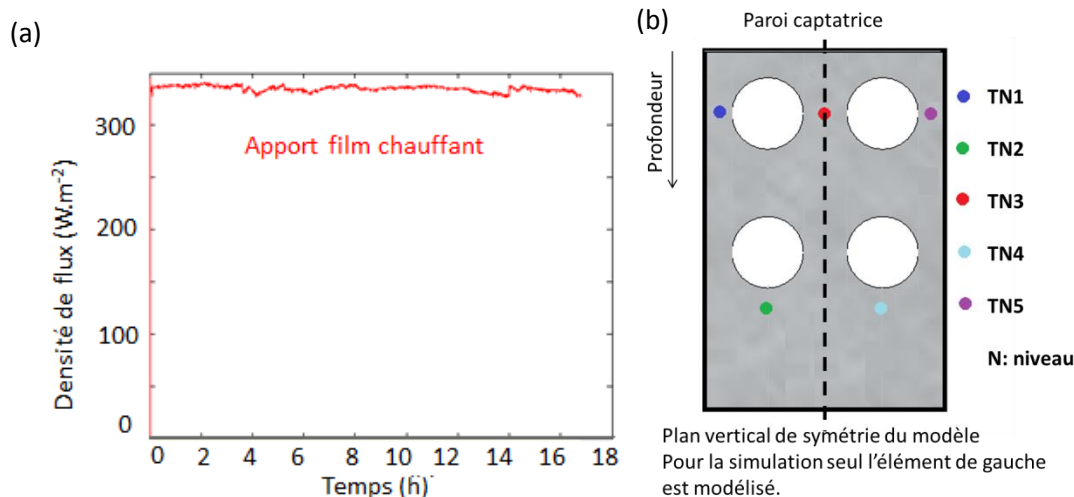 (a)
Densité de flux (W.m-2)
300
200
100
0
Apport film chauffant
0 2 4 6 8 10 12 14 16 18
Temps (h)
(b)
Paroi captatrice
Profondeur
TN1
TN2
TN3
TN4
TN5
N: niveau
Plan vertical de symétrie du modèle
Pour la simulation seul l’élément de gauche
est modélisé.